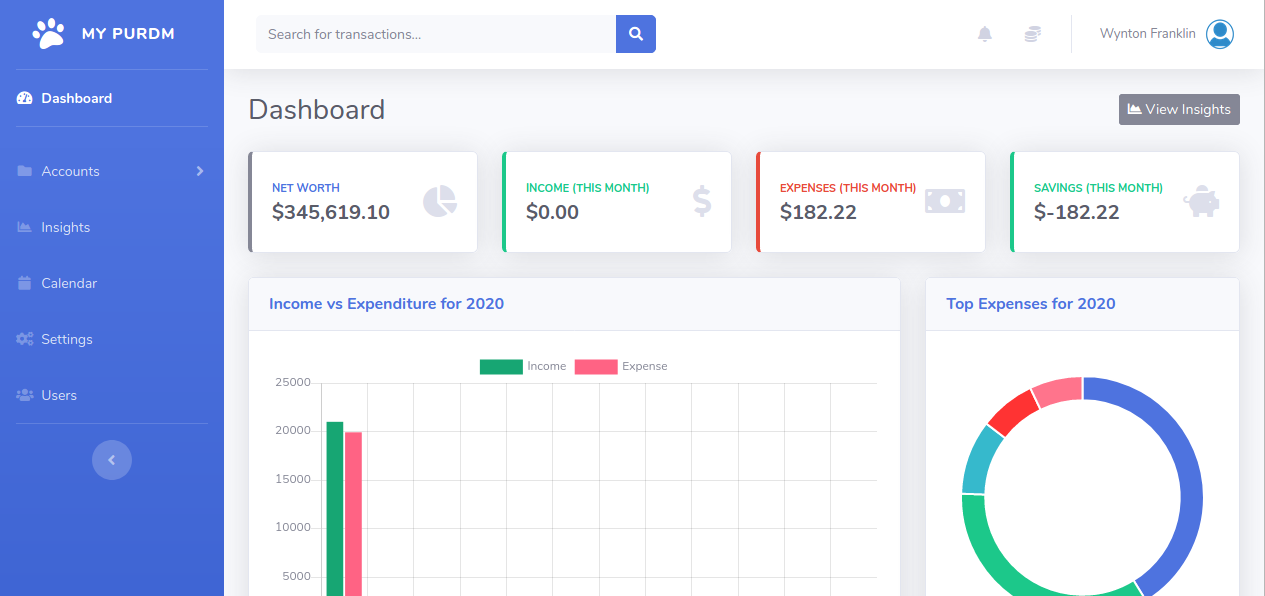 MY PURDM
Search for transactions...
Wynton Franklin
Dashboard
Accounts
Insights
Calendar
Settings
Users
Dashboard
View Insights
NET WORTH
$345,619.10
INCOME (THIS MONTH)
$0.00
EXPENSES (THIS MONTH)
$182.22
SAVINGS (THIS MONTH)
$-182.22
Income vs Expenditure for 2020
Income Expense
25000
20000
15000
10000
5000
Top Expenses for 2020